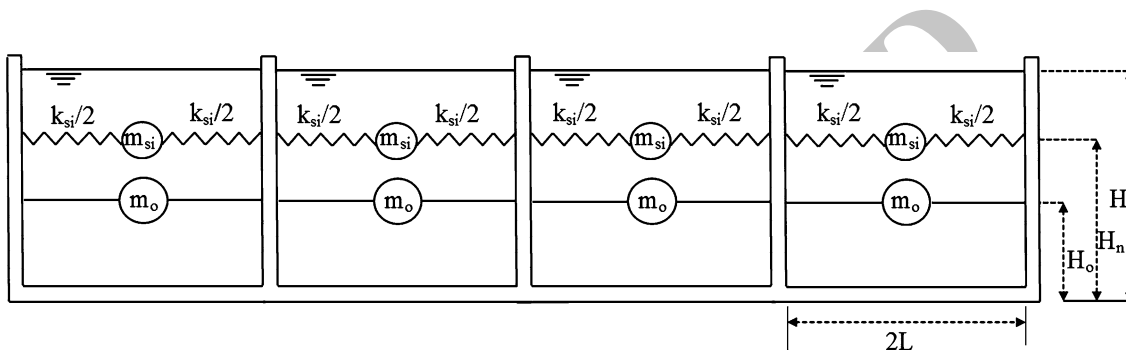 k_si/2 k_si/2 k_si/2 k_si/2 k_si/2 k_si/2 k_si/2 k_si/2
m_si m_si m_si m_si
m_o m_o m_o m_o
H
H_n
H_o
2L